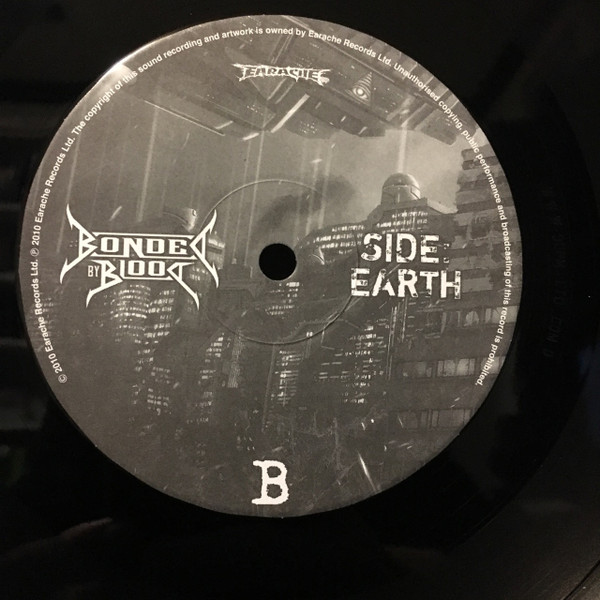 © 2010 Earache Records Ltd. ℗ 2010 Earache Records Ltd. The copyright of this sound recording and artwork is owned by Earache Records Ltd. Unauthorised copying, public performance and broadcasting of this record is prohibited.
EARACHE
BONDED
BY BLOOD
SIDE:
EARTH
B